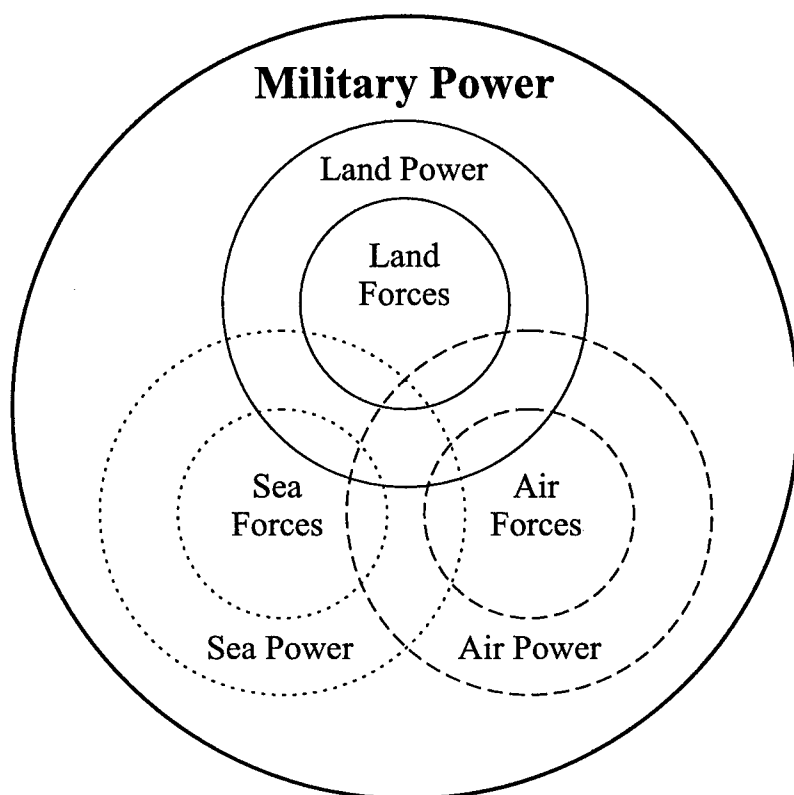 Military Power
Land Power
Land
Forces
Sea
Forces
Air
Forces
Sea Power
Air Power